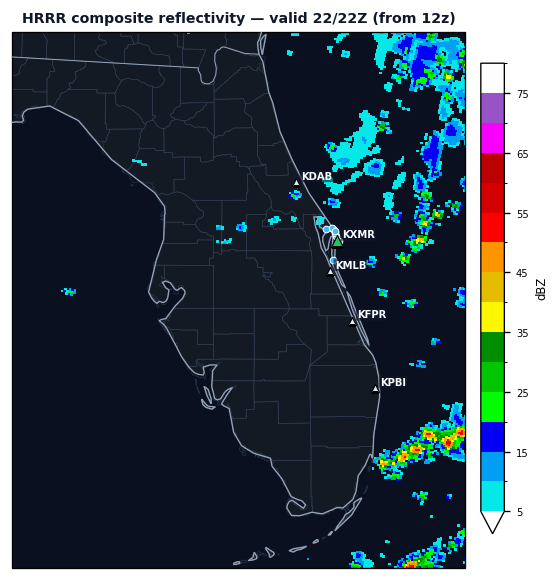 HRRR composite reflectivity — valid 22/22Z (from 12z)
KDAB
KXMR
KMLB
KFPR
KPBI
75
65
55
45
35
25
15
5
dBZ